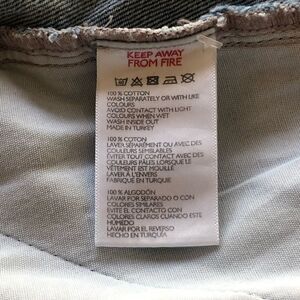 KEEP AWAY
FROM FIRE
100% COTTON
WASH SEPARATELY OR WITH LIKE
COLOURS
AVOID CONTACT WITH LIGHT
COLOURS WHEN WET
WASH INSIDE OUT
MADE IN TURKEY
100% COTON
LAVER SÉPARÉMENT OU AVEC DES
COULEURS SEMBLABLES
ÉVITER TOUT CONTACT AVEC DES
COULEURS PÂLES LORSQUE LE
VÊTEMENT EST MOUILLÉ
LAVER À L'ENVERS
FABRIQUÉ EN TURQUIE
100% ALGODÓN
LAVAR POR SEPARADO O CON
COLORES SIMILARES
EVITE EL CONTACTO CON
COLORES CLAROS CUANDO ESTE
HÚMEDO
LAVAR POR EL REVERSO
HECHO EN TURQUÍA